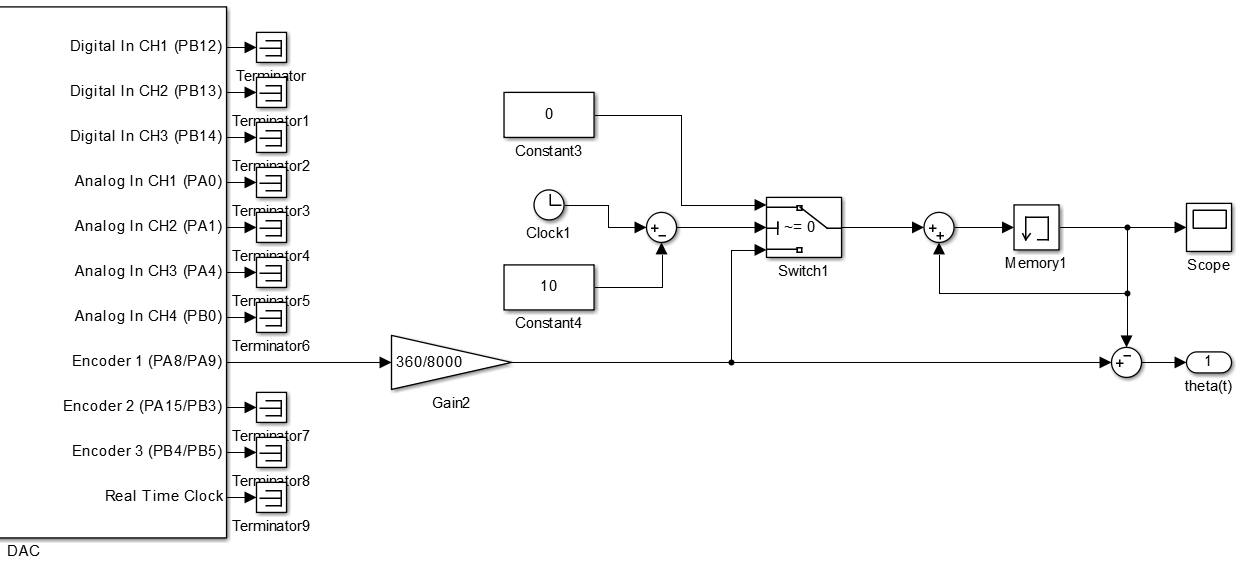 Digital In CH1 (PB12)
Terminator
Digital In CH2 (PB13)
Terminator1
Digital In CH3 (PB14)
Terminator2
Analog In CH1 (PA0)
Terminator3
Analog In CH2 (PA1)
Terminator4
Analog In CH3 (PA4)
Terminator5
Analog In CH4 (PB0)
Terminator6
Encoder 1 (PA8/PA9)
Encoder 2 (PA15/PB3)
Terminator7
Encoder 3 (PB4/PB5)
Terminator8
Real Time Clock
Terminator9
DAC
360/8000
Gain2
0
Constant3
Clock1
10
Constant4
~= 0
Switch1
Memory1
Scope
1
theta(t)